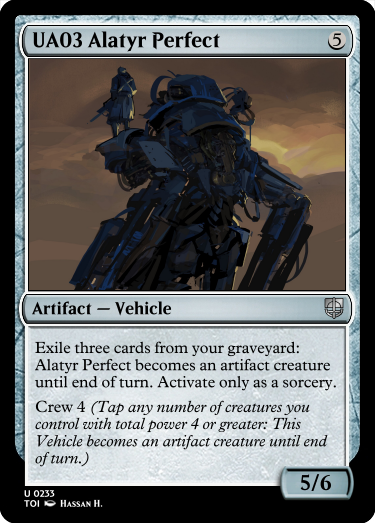 UA03 Alatyr Perfect 5
Artifact — Vehicle
Exile three cards from your graveyard:
Alatyr Perfect becomes an artifact creature
until end of turn. Activate only as a sorcery.
Crew 4 (Tap any number of creatures you
control with total power 4 or greater: This
Vehicle becomes an artifact creature until end
of turn.)
5/6
U 0233
TOI HASSAN H.